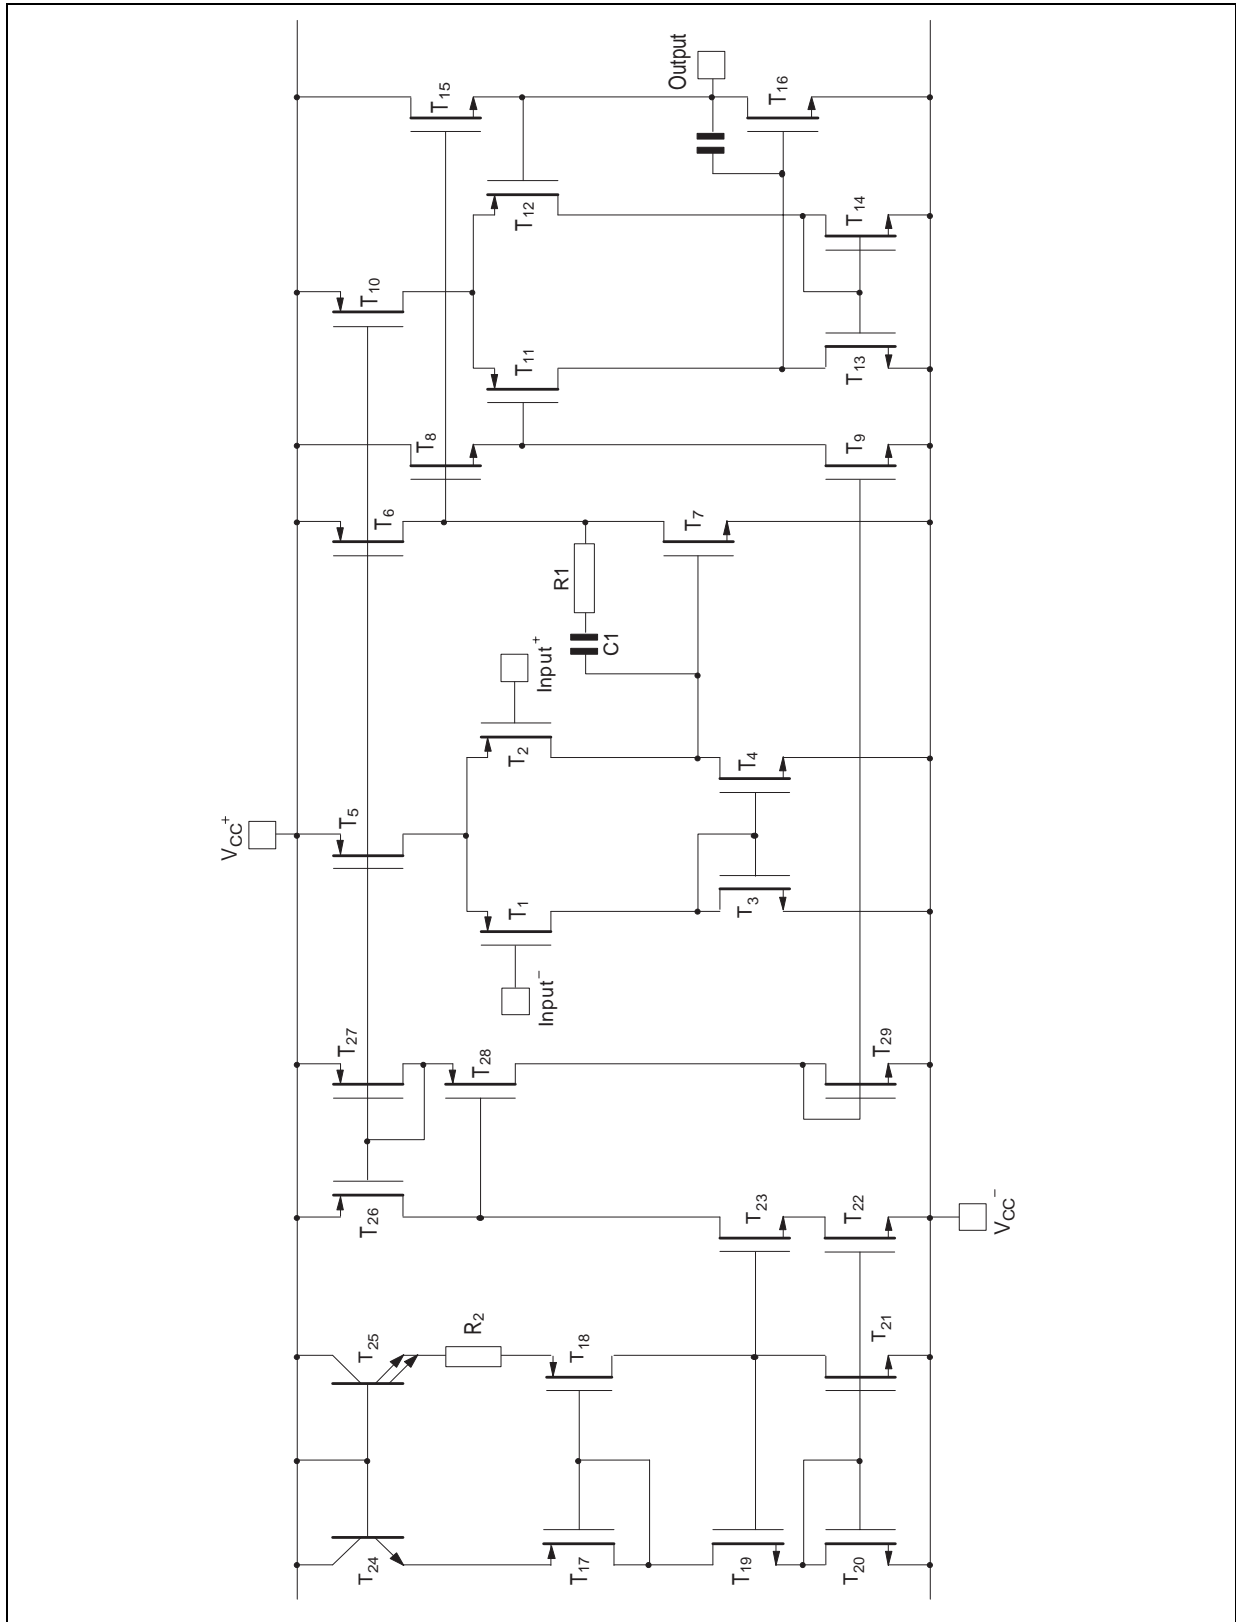 VCC+
VCC−
Input−
Input+
Output
R1
C1
R2
T1
T2
T3
T4
T5
T6
T7
T8
T9
T10
T11
T12
T13
T14
T15
T16
T17
T18
T19
T20
T21
T22
T23
T24
T25
T26
T27
T28
T29